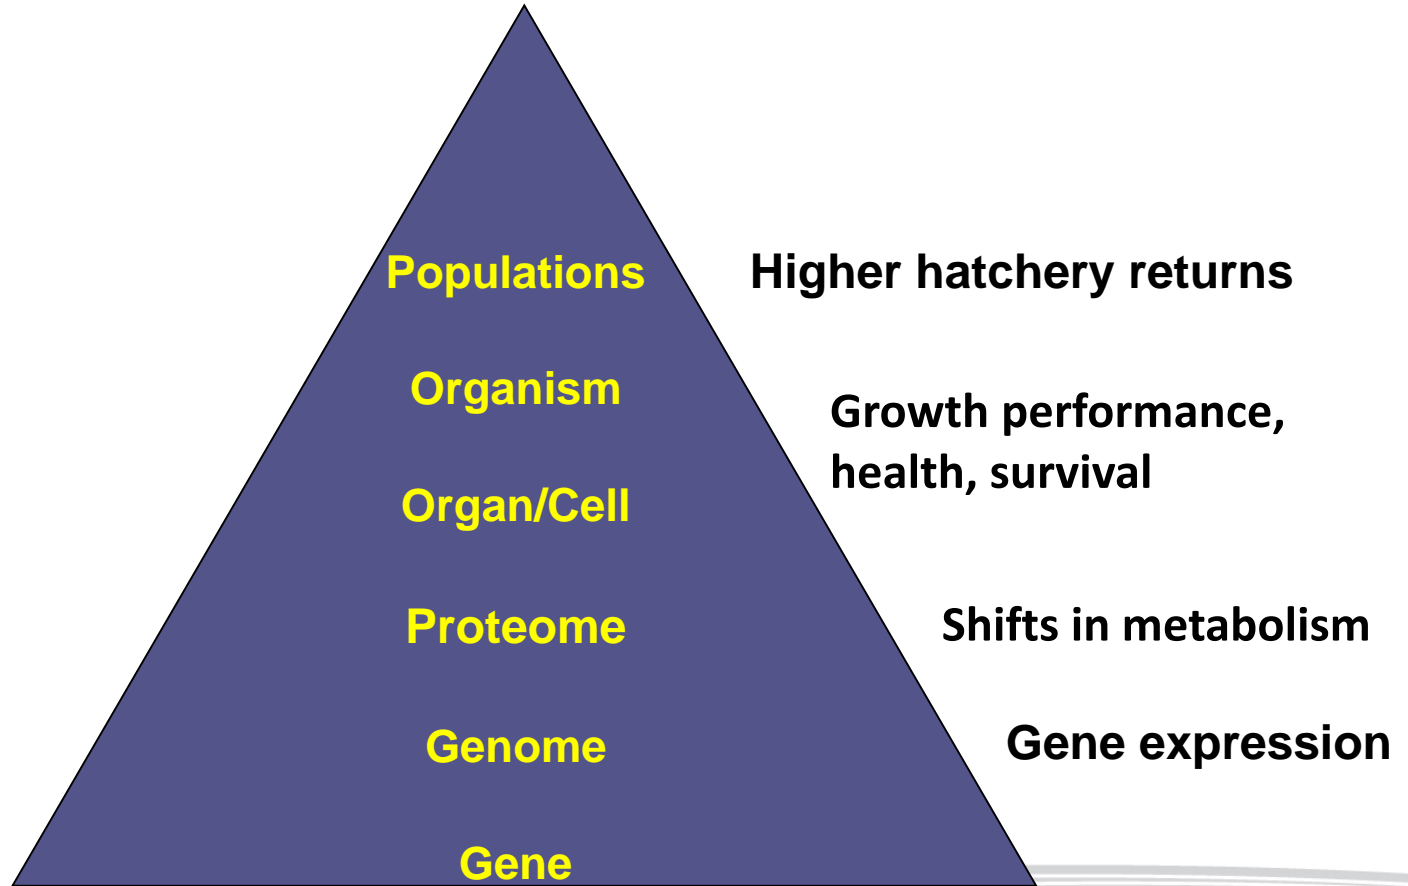 Populations
Higher hatchery returns
Organism
Growth performance,
health, survival
Organ/Cell
Proteome
Shifts in metabolism
Genome
Gene expression
Gene